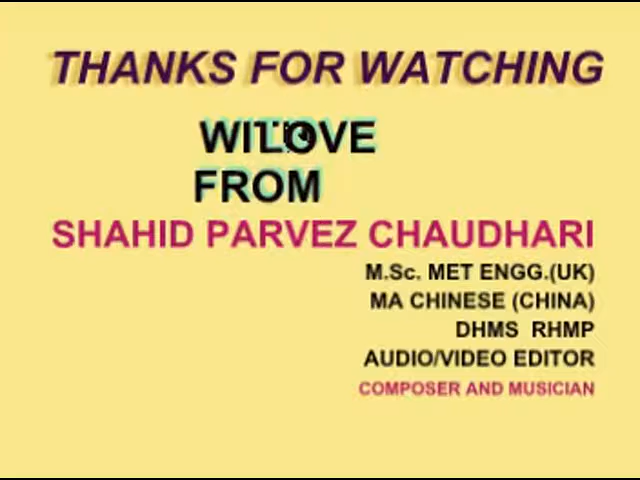 THANKS FOR WATCHING
LOVE
FROM
SHAHID PARVEZ CHAUDHARI
M.Sc. MET ENGG.(UK)
MA CHINESE (CHINA)
DHMS RHMP
AUDIO/VIDEO EDITOR
COMPOSER AND MUSICIAN